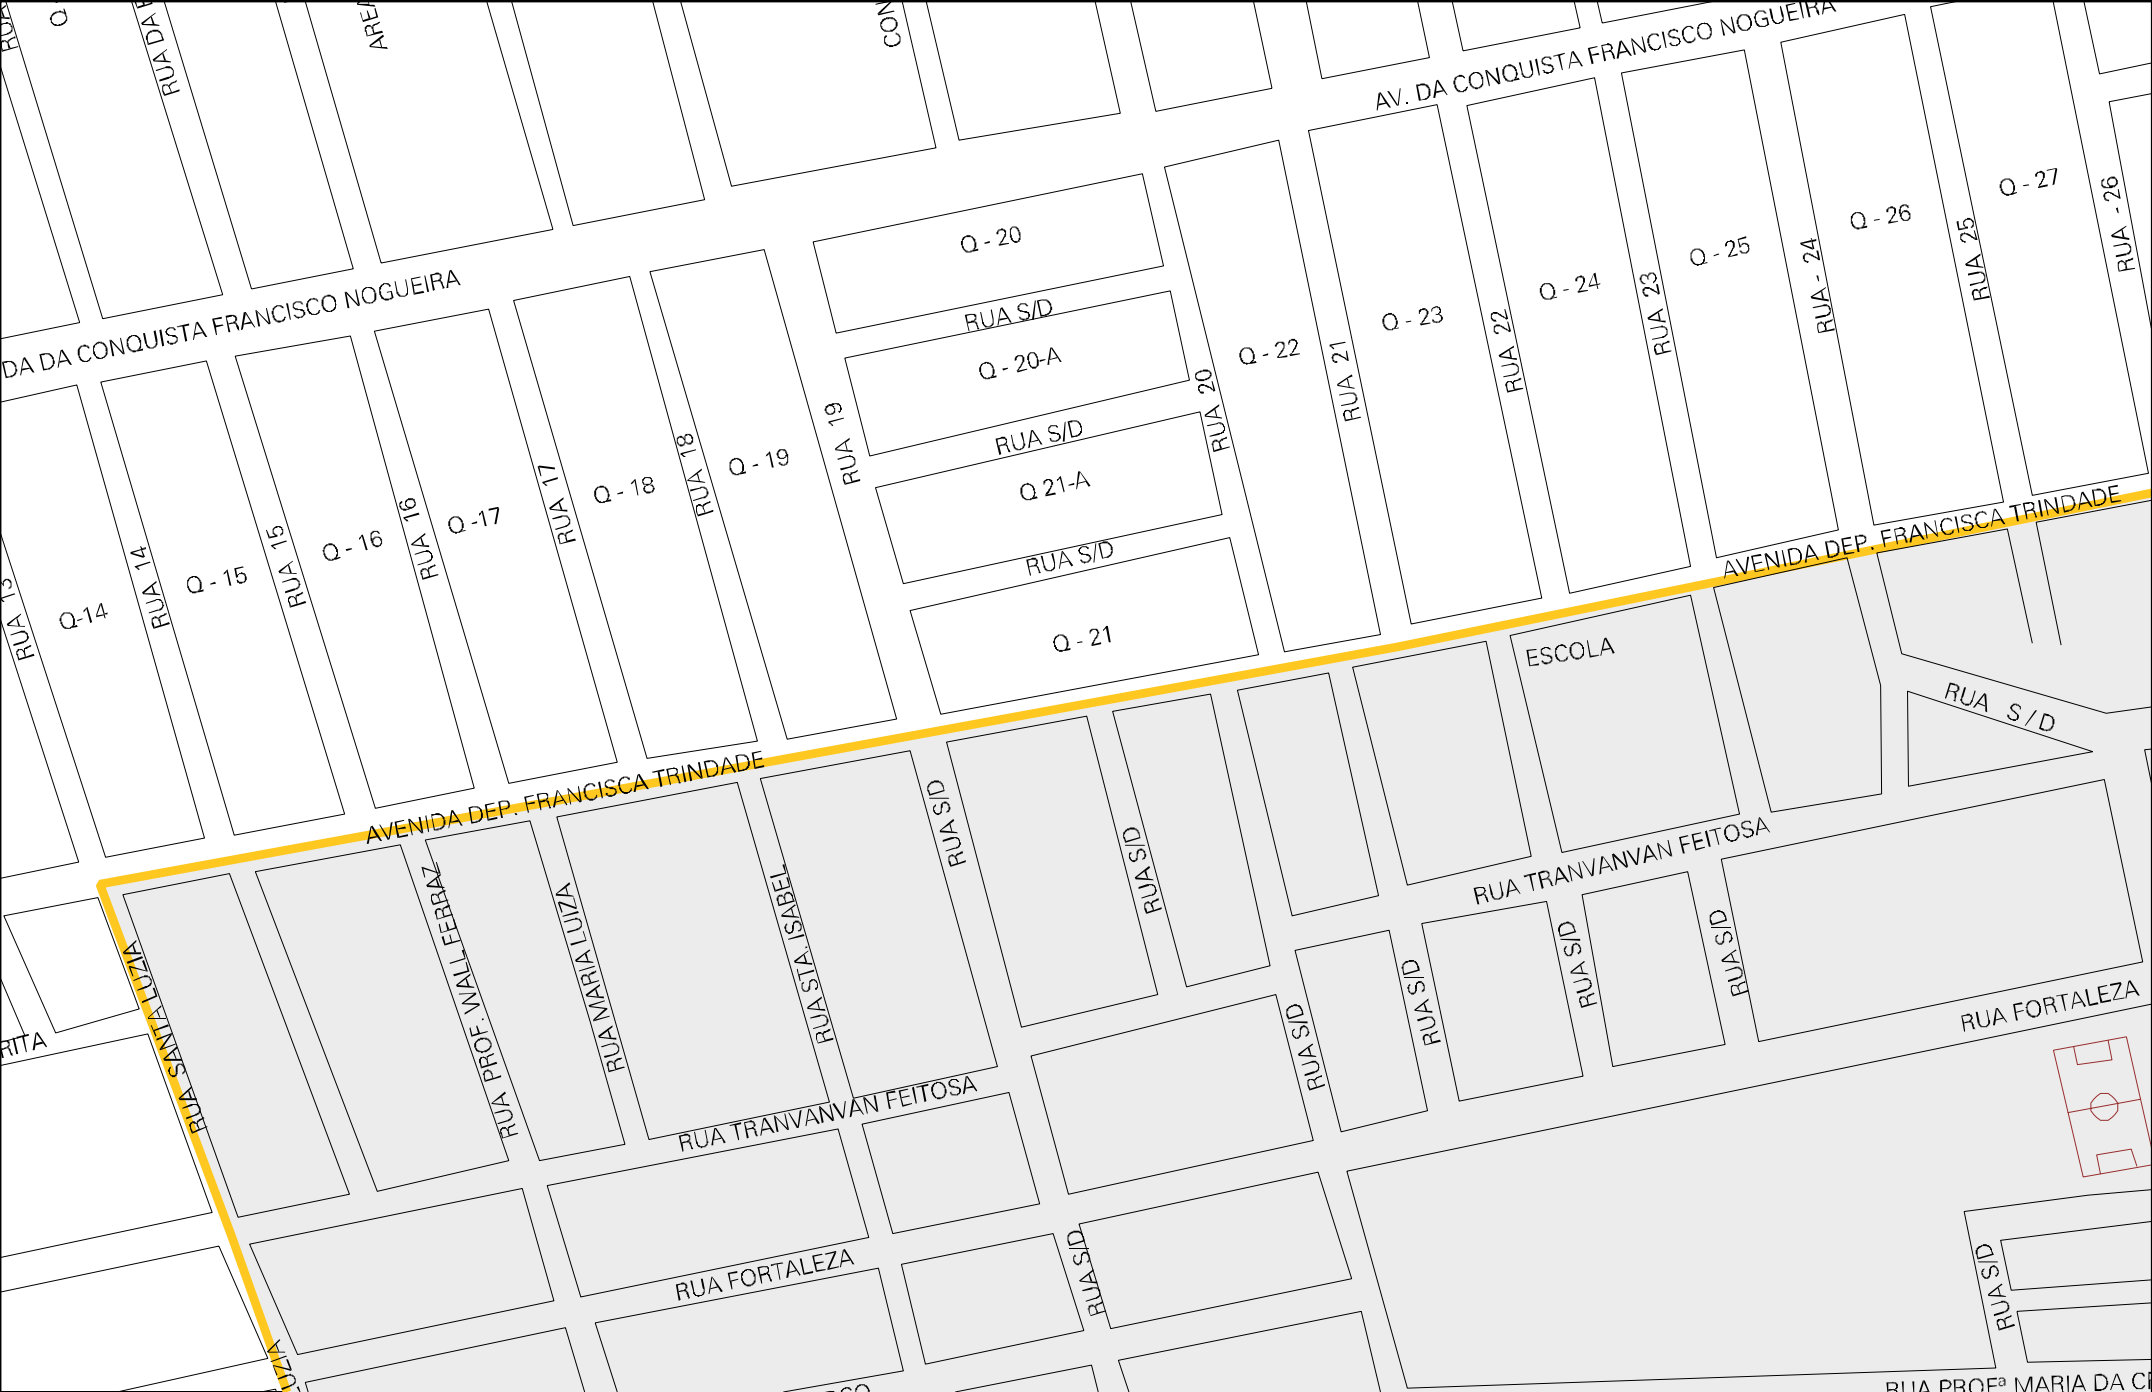 AV. DA CONQUISTA FRANCISCO NOGUEIRA
DA DA CONQUISTA FRANCISCO NOGUEIRA
Q - 20
RUA S/D
Q - 20-A
RUA S/D
Q 21-A
RUA S/D
Q - 21
Q-14
Q - 15
Q - 16
Q -17
Q - 18
Q - 19
Q - 22
Q - 23
Q - 24
Q - 25
Q - 26
Q - 27
RUA 13
RUA 14
RUA 15
RUA 16
RUA 17
RUA 18
RUA 19
RUA 20
RUA 21
RUA 22
RUA 23
RUA - 24
RUA 25
RUA - 26
AVENIDA DEP. FRANCISCA TRINDADE
AVENIDA DEP. FRANCISCA TRINDADE
ESCOLA
RUA S/D
RUA SANTA LUZIA
RUA PROF. WALL FERRAZ
RUA MARIA LUIZA
RUA STA. ISABEL
RUA S/D
RUA S/D
RUA TRANVANVAN FEITOSA
RUA S/D
RUA S/D
RUA S/D
RUA S/D
RUA FORTALEZA
RITA
RUA TRANVANVAN FEITOSA
RUA FORTALEZA
RUA S/D
RUA S/D
RUA PROFª MARIA DA